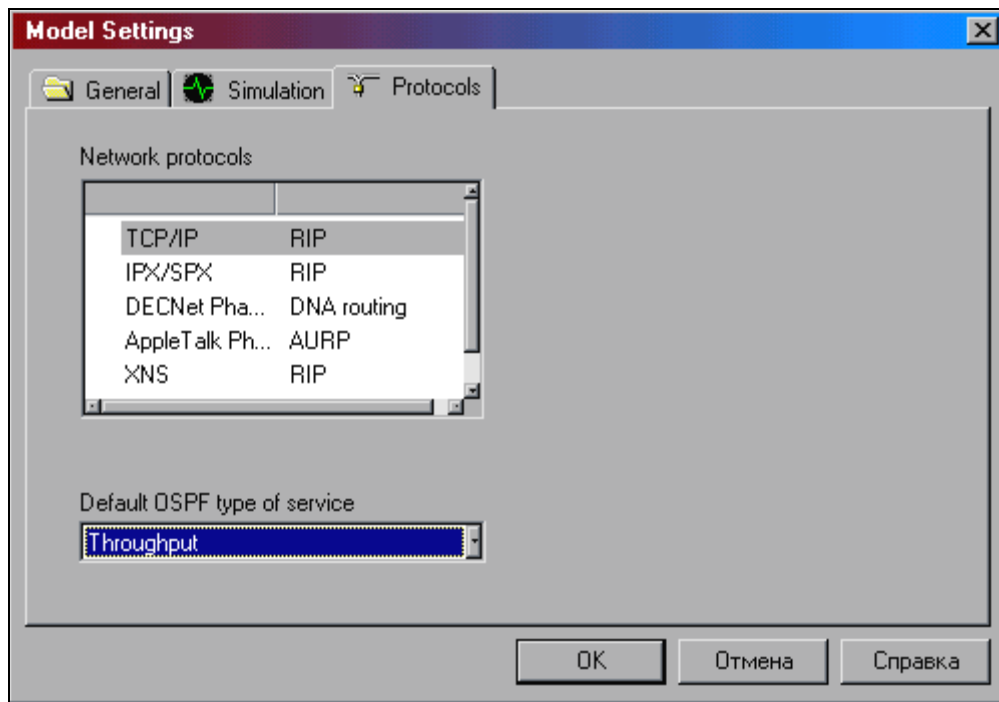 Model Settings
General Simulation Protocols
Network protocols
TCP/IP RIP
IPX/SPX RIP
DECNet Pha... DNA routing
AppleTalk Ph... AURP
XNS RIP
Default OSPF type of service
Throughput
OK Отмена Справка